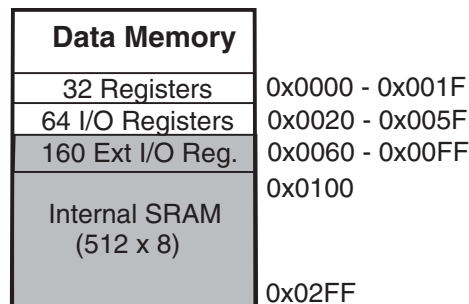 Data Memory
32 Registers 0x0000 - 0x001F
64 I/O Registers 0x0020 - 0x005F
160 Ext I/O Reg. 0x0060 - 0x00FF
0x0100
Internal SRAM
(512 x 8)
0x02FF